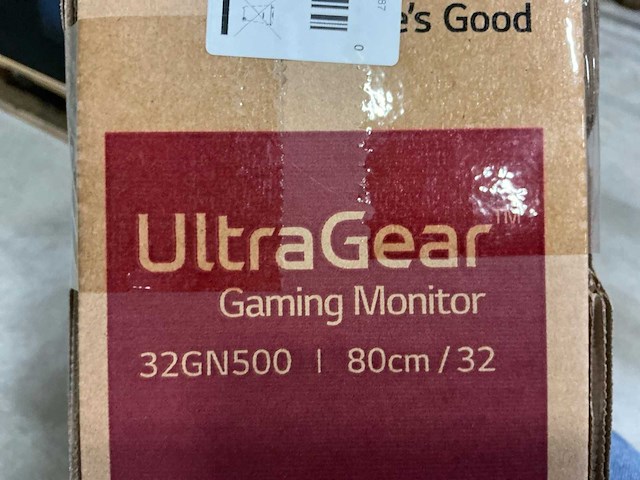 e's Good
UltraGear™
Gaming Monitor
32GN500 | 80cm / 32